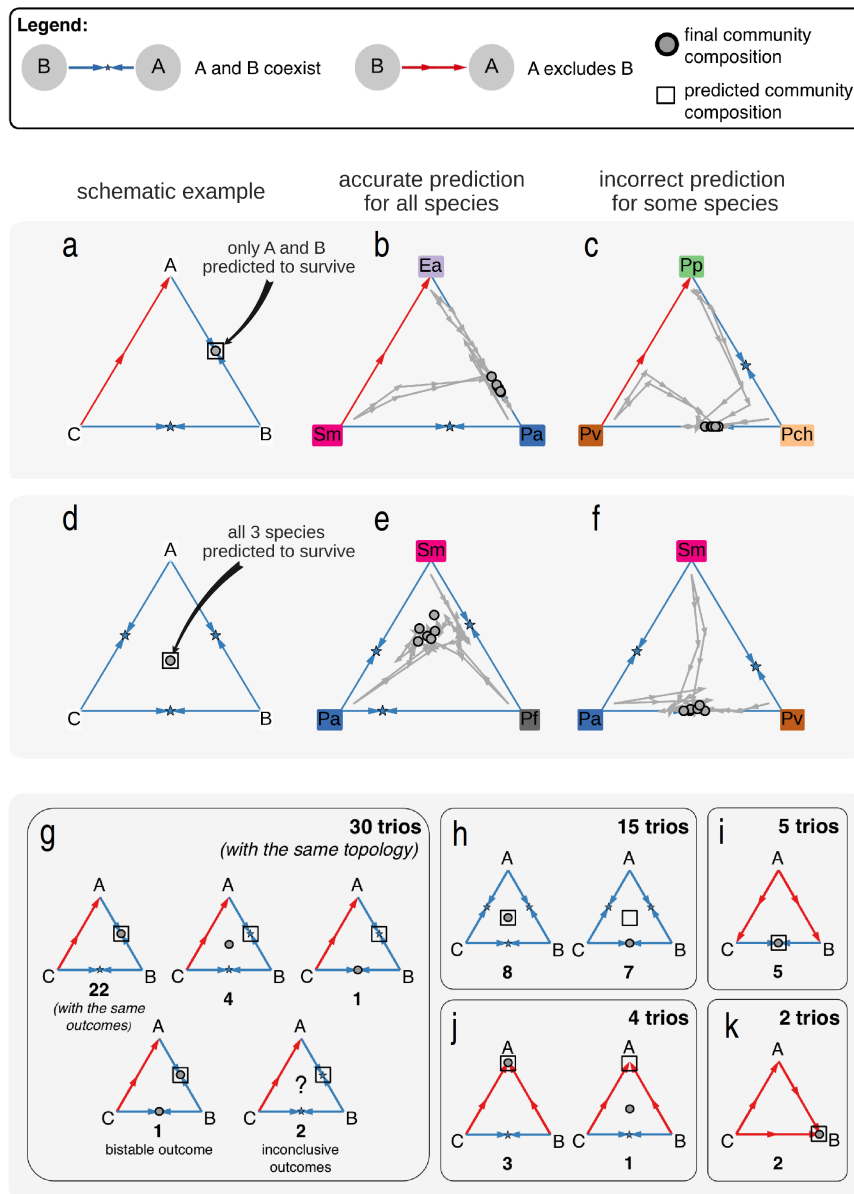 Legend:
B A A and B coexist
B A A excludes B
final community
composition
predicted community
composition
schematic example
accurate prediction
for all species
incorrect prediction
for some species
a
only A and B
predicted to survive
A
C B
b
Ea
Sm Pa
c
Pp
Pv Pch
d
all 3 species
predicted to survive
A
C B
e
Sm
Pa Pf
f
Sm
Pa Pv
g
30 trios
(with the same topology)
A A A
C B C B C B
22 4 1
(with the same
outcomes)
A A
?
C B C B
1 2
bistable outcome inconclusive
outcomes
h 15 trios
A A
C B C B
8 7
i 5 trios
A
C B
5
j 4 trios
A A
C B C B
3 1
k 2 trios
A
C B
2